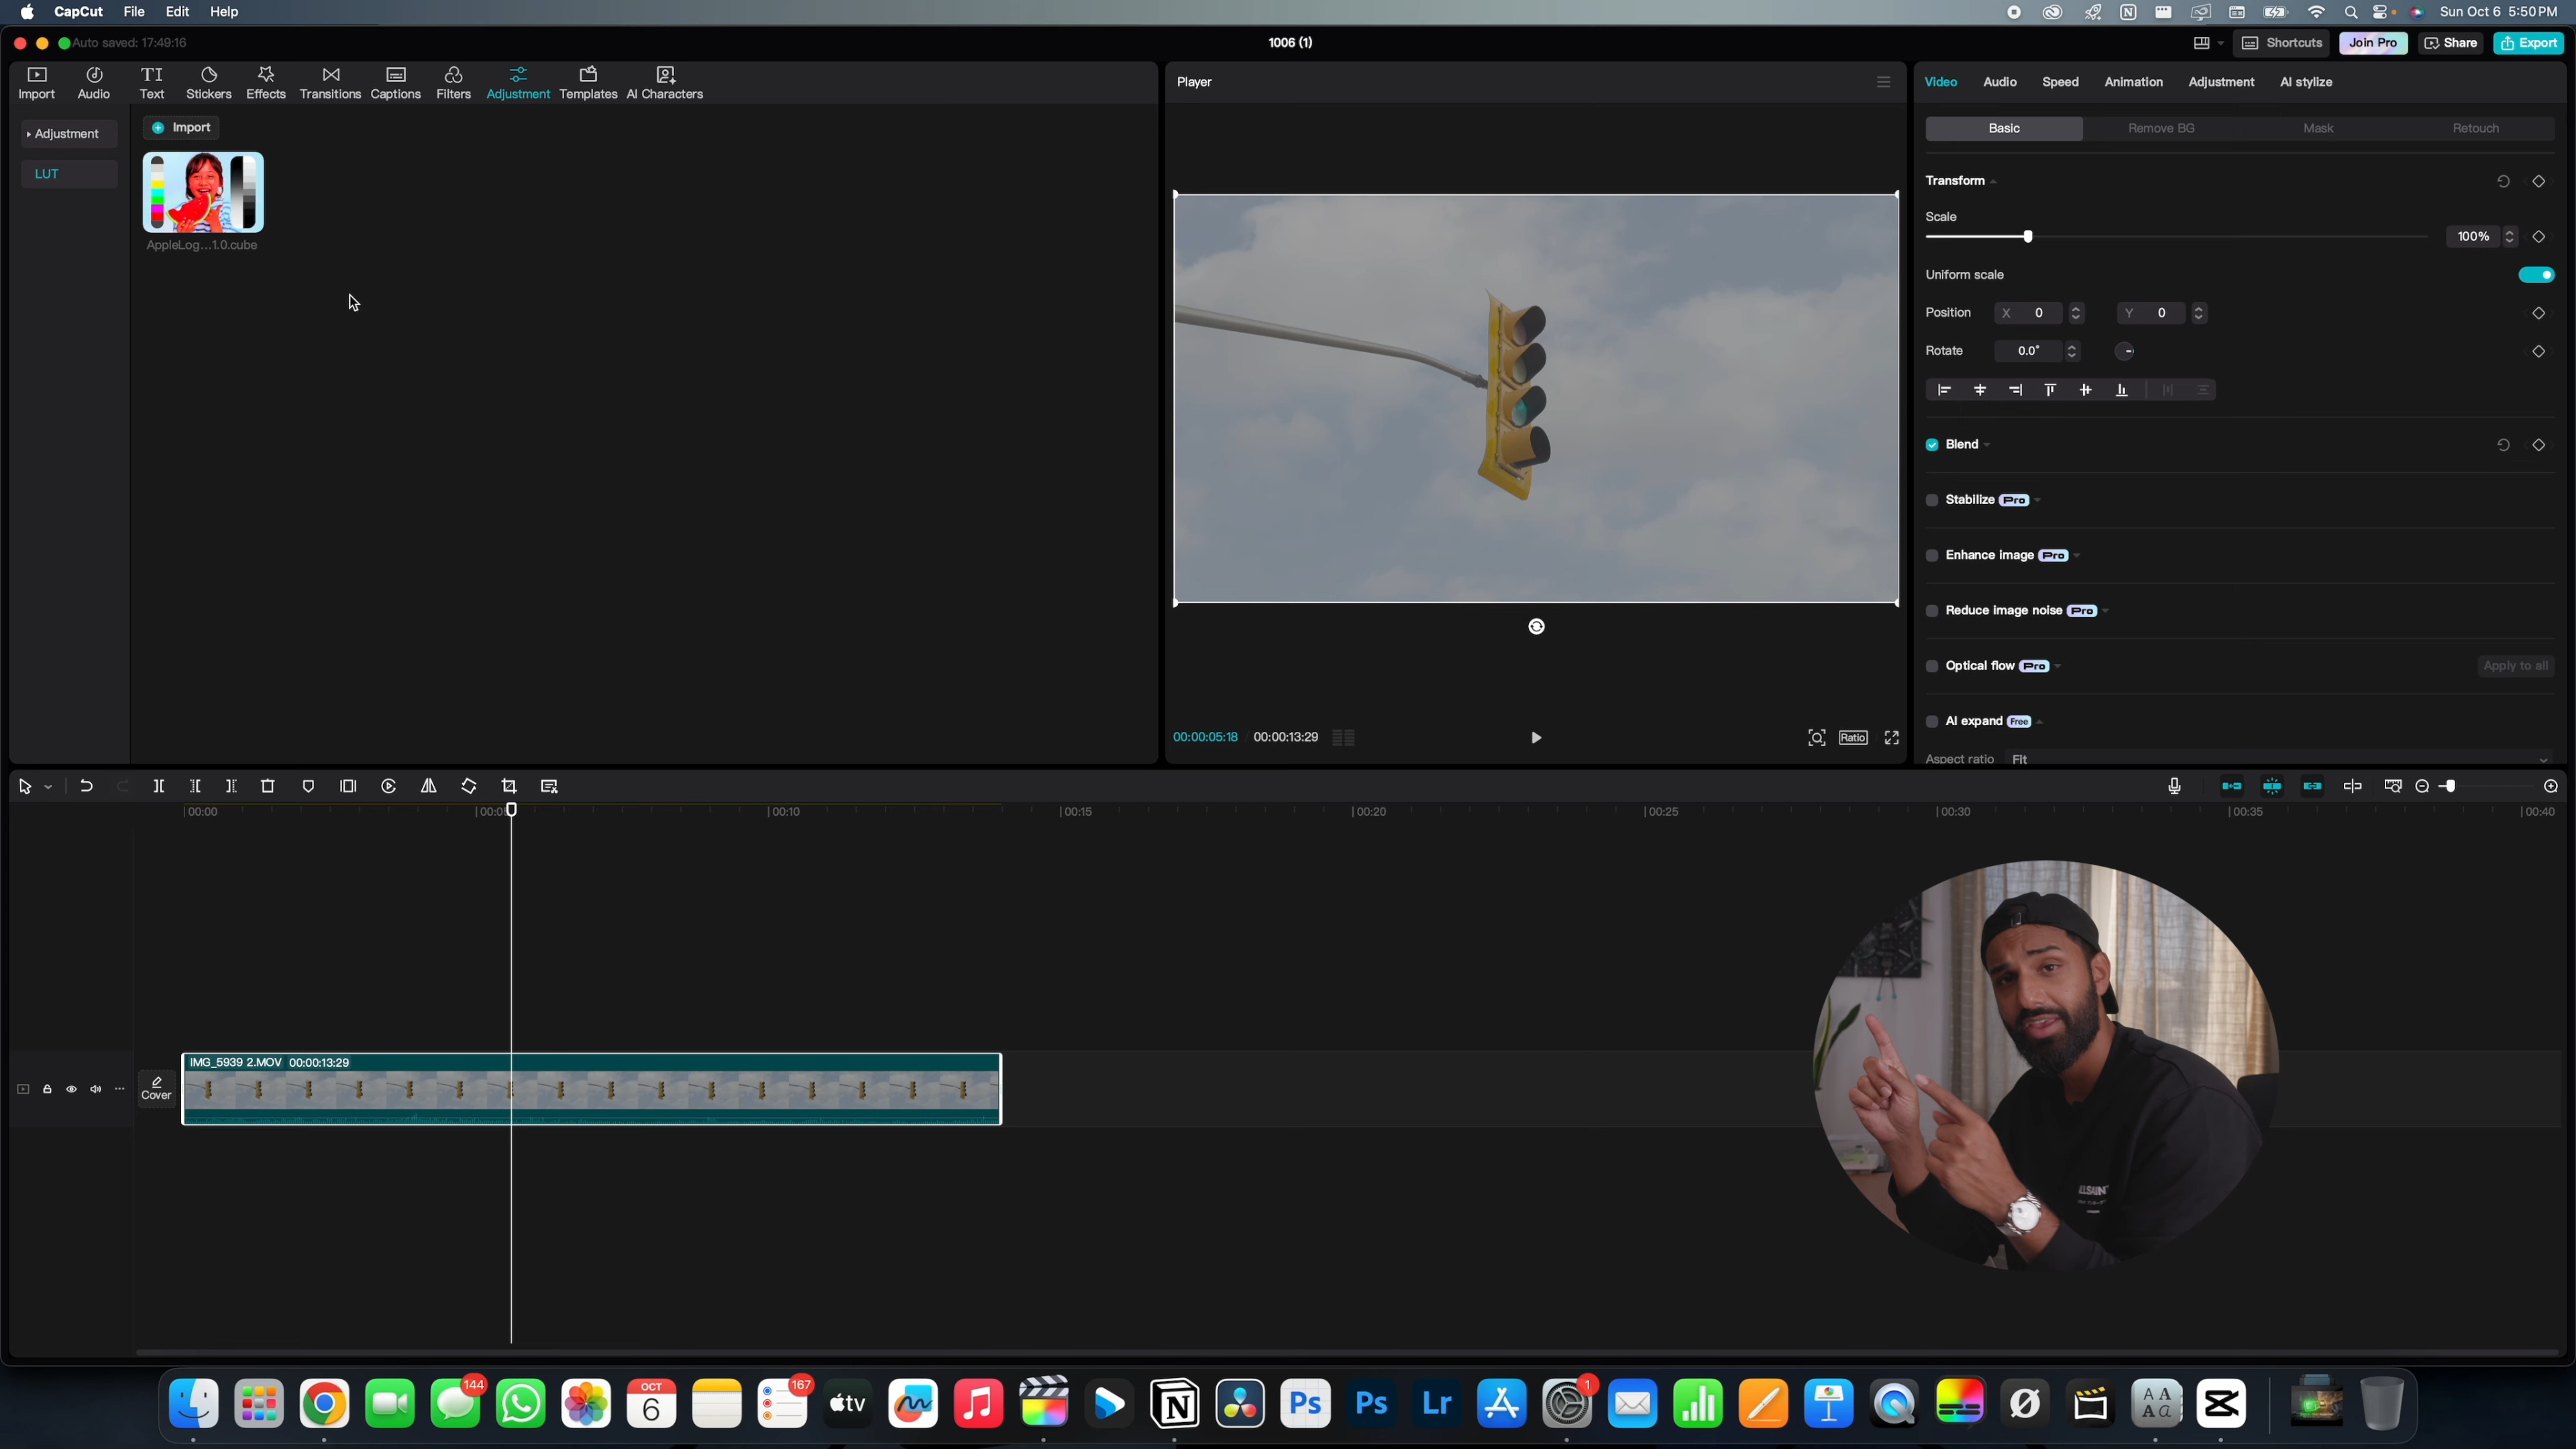 CapCut File Edit Help
Sun Oct 6 5:50 PM
Auto saved: 17:49:16
1006 (1)
Shortcuts
Join Pro
Share
Export
Import Audio Text Stickers Effects Transitions Captions Filters Adjustment Templates AI Characters
Adjustment
LUT
Import
AppleLog...1.0.cube
Player
00:00:05:18 00:00:13:29
Ratio
Video Audio Speed Animation Adjustment AI stylize
Basic Remove BG Mask Retouch
Transform
Scale
100%
Uniform scale
Position X 0 Y 0
Rotate 0.0°
Blend
Stabilize Pro
Enhance image Pro
Reduce image noise Pro
Optical flow Pro Apply to all
AI expand Free
Aspect ratio Fit
00:00 00:10 00:15 00:20 00:25 00:30 00:35 00:40
IMG_5939 2.MOV 00:00:13:29
Cover
144
OCT
6
167
tv
Ps
Ps
Lr
1